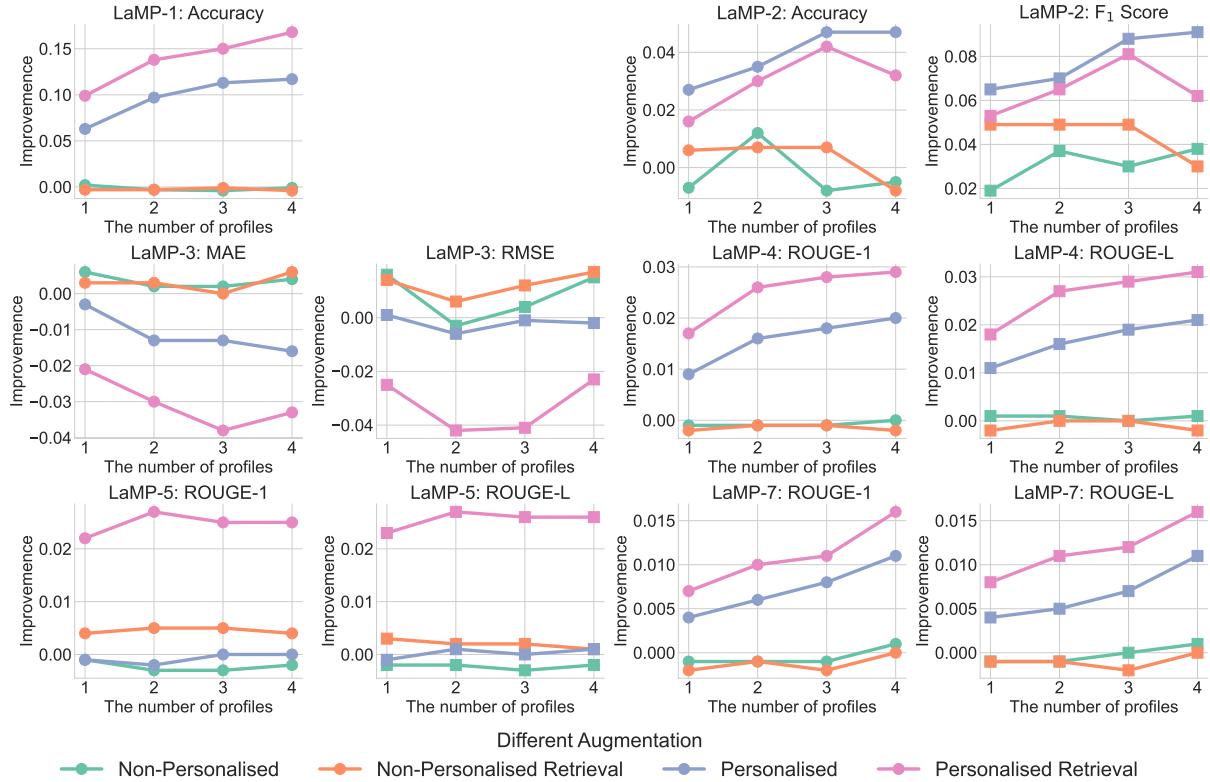 LaMP-1: Accuracy
Improvemence
0.15
0.10
0.05
0.00
1 2 3 4
The number of profiles
LaMP-2: Accuracy
Improvemence
0.04
0.02
0.00
1 2 3 4
The number of profiles
LaMP-2: F₁ Score
Improvemence
0.08
0.06
0.04
0.02
1 2 3 4
The number of profiles
LaMP-3: MAE
Improvemence
0.00
−0.01
−0.02
−0.03
−0.04
1 2 3 4
The number of profiles
LaMP-3: RMSE
Improvemence
0.00
−0.02
−0.04
1 2 3 4
The number of profiles
LaMP-4: ROUGE-1
Improvemence
0.03
0.02
0.01
0.00
1 2 3 4
The number of profiles
LaMP-4: ROUGE-L
Improvemence
0.03
0.02
0.01
0.00
1 2 3 4
The number of profiles
LaMP-5: ROUGE-1
Improvemence
0.02
0.01
0.00
1 2 3 4
The number of profiles
LaMP-5: ROUGE-L
Improvemence
0.02
0.01
0.00
1 2 3 4
The number of profiles
LaMP-7: ROUGE-1
Improvemence
0.015
0.010
0.005
0.000
1 2 3 4
The number of profiles
LaMP-7: ROUGE-L
Improvemence
0.015
0.010
0.005
0.000
1 2 3 4
The number of profiles
Different Augmentation
Non-Personalised Non-Personalised Retrieval Personalised Personalised Retrieval